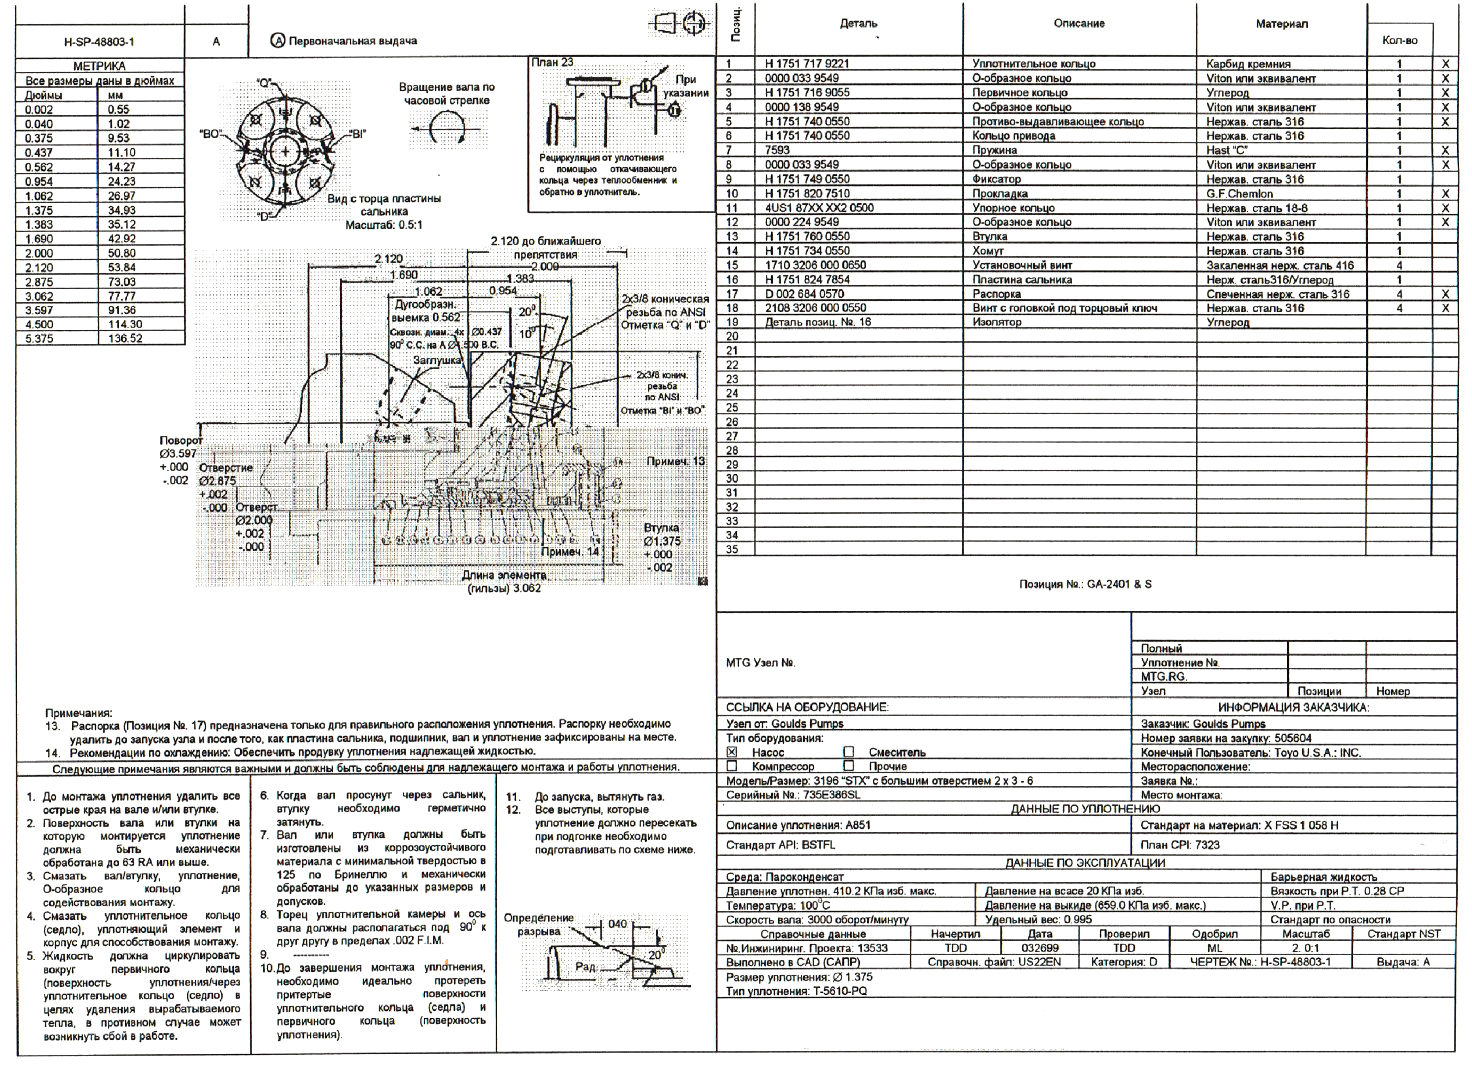 H-SP-48803-1
A
Ⓐ Первоначальная выдача
МЕТРИКА
Все размеры даны в дюймах
Дюймы мм
0.002 0.55
0.040 1.02
0.375 9.53
0.437 11.10
0.562 14.27
0.954 24.23
1.062 26.97
1.375 34.93
1.383 35.12
1.690 42.92
2.000 50.80
2.120 53.84
2.875 73.03
3.062 77.77
3.597 91.36
4.500 114.30
5.375 136.52
"Q"
"BO"
"BI"
"D"
Вид с торца пластины
сальника
Масштаб: 0.5:1
Вращение вала по
часовой стрелке
План 23
При
указании
Рециркуляция от уплотнения
с помощью откачивающего
кольца через теплообменник и
обратно в уплотнитель.
2.120 до ближайшего
препятствия
2.120
2.009
1.690
1.383
1.062
0.954
Дугообразн.
выемка 0.562
Сквозн. диам. 4x Ø0.437
90⁰ С.С. на А Ø4.500 В.С.
Заглушка
20⁰
10⁰
2x3/8 коническая
резьба по ANSI
Отметка "Q" и "D"
2x3/8 конич.
резьба
по ANSI
Отметка "BI" и "BO"
Поворот
Ø3.597
+.000
-.002
Отверстие
Ø2.875
+.002
-.000
Отверст.
Ø2.000
+.002
-.000
Примеч. 13
Примеч. 14
Втулка
Ø1.375
+.000
-.002
Длина элемента
(гильзы) 3.062
Примечания:
13. Распорка (Позиция №. 17) предназначена только для правильного расположения уплотнения. Распорку необходимо
удалить до запуска узла и после того, как пластина сальника, подшипник, вал и уплотнение зафиксированы на месте.
14. Рекомендации по охлаждению: Обеспечить продувку уплотнения надлежащей жидкостью.
Следующие примечания являются важными и должны быть соблюдены для надлежащего монтажа и работы уплотнения.
1. До монтажа уплотнения удалить все
острые края на вале и/или втулке.
2. Поверхность вала или втулки на
которую монтируется уплотнение
должна быть механически
обработана до 63 RA или выше.
3. Смазать вал/втулку, уплотнение,
О-образное кольцо для
содействования монтажу.
4. Смазать уплотнительное кольцо
(седло), уплотняющий элемент и
корпус для способствования монтажу.
5. Жидкость должна циркулировать
вокруг первичного кольца
(поверхность уплотнения/через
уплотнительное кольцо (седло) в
целях удаления вырабатываемого
тепла, в противном случае может
возникнуть сбой в работе.
6. Когда вал просунут через сальник,
втулку необходимо герметично
затянуть.
7. Вал или втулка должны быть
изготовлены из коррозоустойчивого
материала с минимальной твердостью в
125 по Бринеллю и механически
обработаны до указанных размеров и
допусков.
8. Торец уплотнительной камеры и ось
вала должны располагаться под 90⁰ к
друг другу в пределах .002 F.I.M.
9. -----------
10. До завершения монтажа уплотнения,
необходимо идеально протереть
притертые поверхности
уплотнительного кольца (седла) и
первичного кольца (поверхность
уплотнения).
11. До запуска, вытянуть газ.
12. Все выступы, которые
уплотнение должно пересекать
при подгонке необходимо
подготавливать по схеме ниже.
Определение
разрыва
040
20⁰
Рад.
Позиц. Деталь Описание Материал Кол-во
1 H 1751 717 9221 Уплотнительное кольцо Карбид кремния 1 X
2 0000 033 9549 О-образное кольцо Viton или эквивалент 1 X
3 H 1751 716 9055 Первичное кольцо Углерод 1 X
4 0000 138 9549 О-образное кольцо Viton или эквивалент 1 X
5 H 1751 740 0550 Противо-выдавливающее кольцо Нержав. сталь 316 1 X
6 H 1751 740 0550 Кольцо привода Нержав. сталь 316 1
7 7593 Пружина Hast "C" 1 X
8 0000 033 9549 О-образное кольцо Viton или эквивалент 1 X
9 H 1751 749 0550 Фиксатор Нержав. сталь 316 1
10 H 1751 820 7510 Прокладка G.F.Chemlon 1 X
11 4US1 87XX XX2 0500 Упорное кольцо Нержав. сталь 18-8 1 X
12 0000 224 9549 О-образное кольцо Viton или эквивалент 1 X
13 H 1751 760 0550 Втулка Нержав. сталь 316 1
14 H 1751 734 0550 Хомут Нержав. сталь 316 1
15 1710 3206 000 0650 Установочный винт Закаленная нерж. сталь 416 4
16 H 1751 824 7854 Пластина сальника Нерж. сталь316/Углерод 1
17 D 002 684 0570 Распорка Спеченная нерж. сталь 316 4 X
18 2108 3206 000 0550 Винт с головкой под торцовый ключ Нержав. сталь 316 4 X
19 Деталь позиц. №. 16 Изолятор Углерод
20
21
22
23
24
25
26
27
28
29
30
31
32
33
34
35
Позиция №.: GA-2401 & S
MTG Узел №.
Полный
Уплотнение №.
MTG.RG.
Узел Позиции Номер
ССЫЛКА НА ОБОРУДОВАНИЕ: ИНФОРМАЦИЯ ЗАКАЗЧИКА:
Узел от: Goulds Pumps Заказчик: Goulds Pumps
Тип оборудования: Номер заявки на закупку: 505604
☒ Насос ☐ Смеситель Конечный Пользователь: Toyo U.S.A.: INC.
☐ Компрессор ☐ Прочие Месторасположение:
Модель/Размер: 3196 "STX" с большим отверстием 2 x 3 - 6 Заявка №.:
Серийный №.: 735E386SL Место монтажа:
ДАННЫЕ ПО УПЛОТНЕНИЮ
Описание уплотнения: A851 Стандарт на материал: X FSS 1 058 H
Стандарт API: BSTFL План CPI: 7323
ДАННЫЕ ПО ЭКСПЛУАТАЦИИ
Среда: Пароконденсат Барьерная жидкость
Давление уплотнен. 410.2 КПа изб. макс. Давление на всасе 20 КПа изб. Вязкость при P.T. 0.28 CP
Температура: 100⁰C Давление на выкиде (659.0 КПа изб. макс.) V.P. при P.T.
Скорость вала: 3000 оборот/минуту Удельный вес: 0.995 Стандарт по опасности
Справочные данные Начертил Дата Проверил Одобрил Масштаб Стандарт NST
№.Инжиниринг. Проекта: 13533 TDD 032699 TDD ML 2. 0:1
Выполнено в CAD (САПР) Справочн. файл: US22EN Категория: D ЧЕРТЕЖ №.: H-SP-48803-1 Выдача: A
Размер уплотнения: Ø 1.375
Тип уплотнения: T-5610-PQ